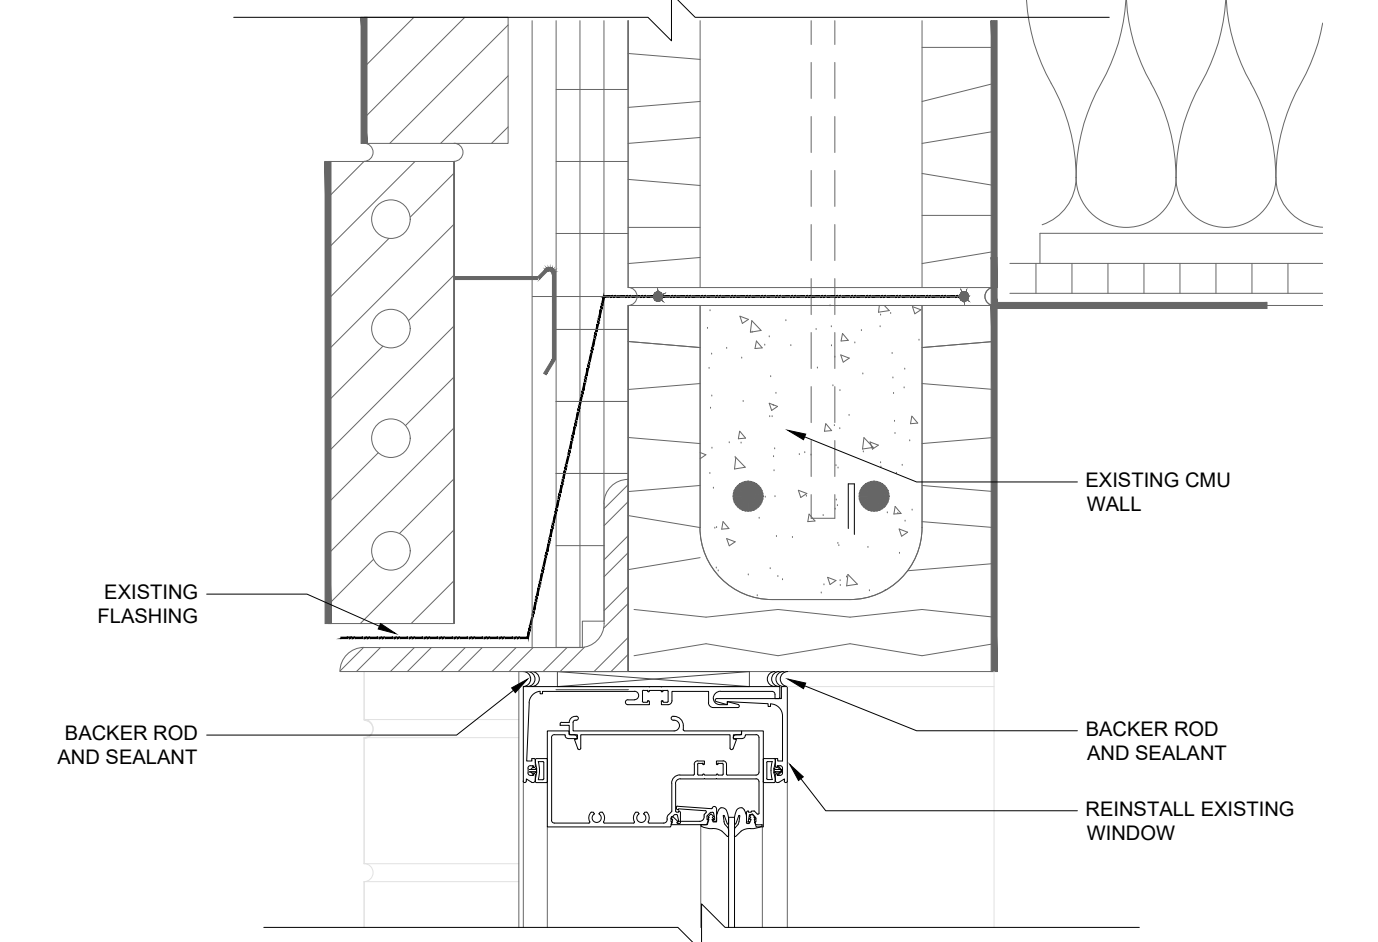 EXISTING CMU
WALL
EXISTING
FLASHING
BACKER ROD
AND SEALANT
BACKER ROD
AND SEALANT
REINSTALL EXISTING
WINDOW